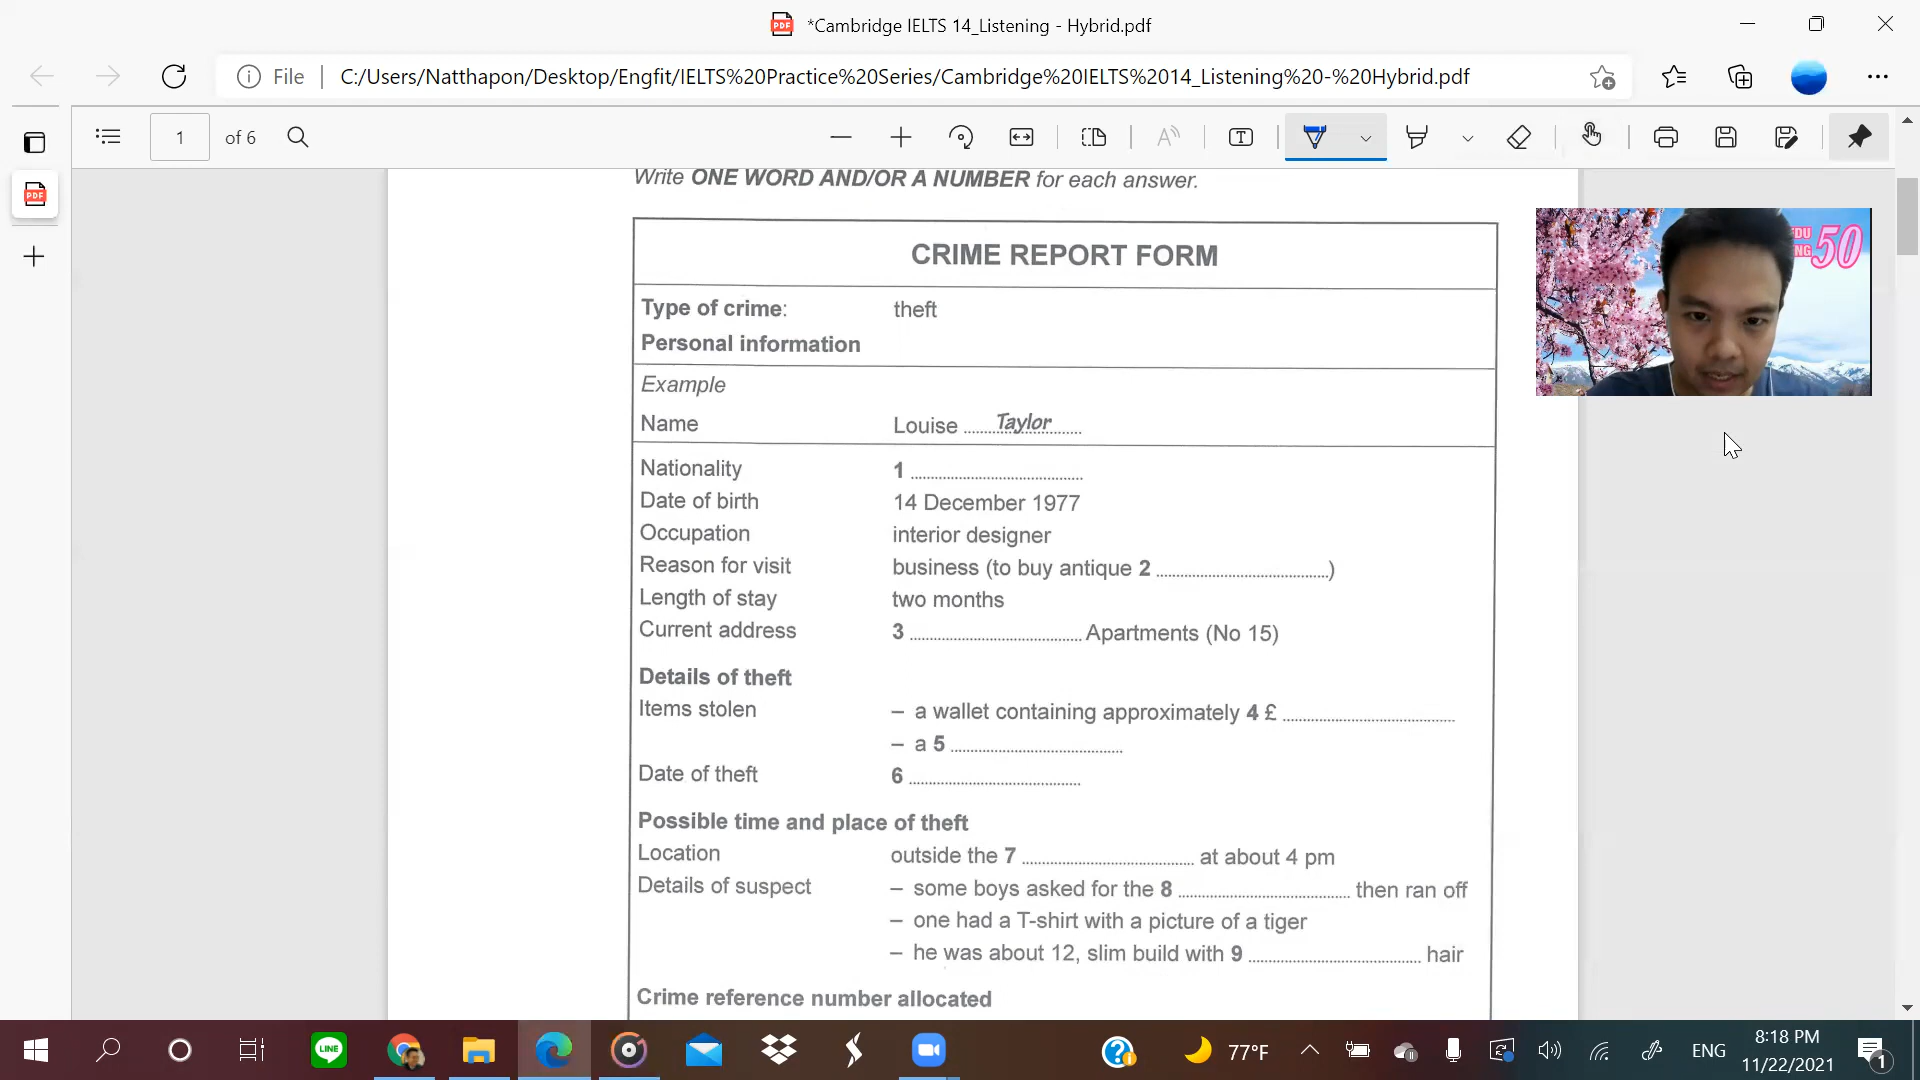 *Cambridge IELTS 14_Listening - Hybrid.pdf
File | C:/Users/Natthapon/Desktop/Engfit/IELTS%20Practice%20Series/Cambridge%20IELTS%2014_Listening%20-%20Hybrid.pdf
1 of 6
Write ONE WORD AND/OR A NUMBER for each answer.
CRIME REPORT FORM
Type of crime: theft
Personal information
Example
Name Louise ........Taylor........
Nationality 1 ........................
Date of birth 14 December 1977
Occupation interior designer
Reason for visit business (to buy antique 2 ........................)
Length of stay two months
Current address 3 ........................ Apartments (No 15)
Details of theft
Items stolen – a wallet containing approximately 4 £ ........................
– a 5 ........................
Date of theft 6 ........................
Possible time and place of theft
Location outside the 7 ........................ at about 4 pm
Details of suspect – some boys asked for the 8 ........................ then ran off
– one had a T-shirt with a picture of a tiger
– he was about 12, slim build with 9 ........................ hair
Crime reference number allocated
50
PDF
LINE
77°F
ENG
8:18 PM
11/22/2021
1